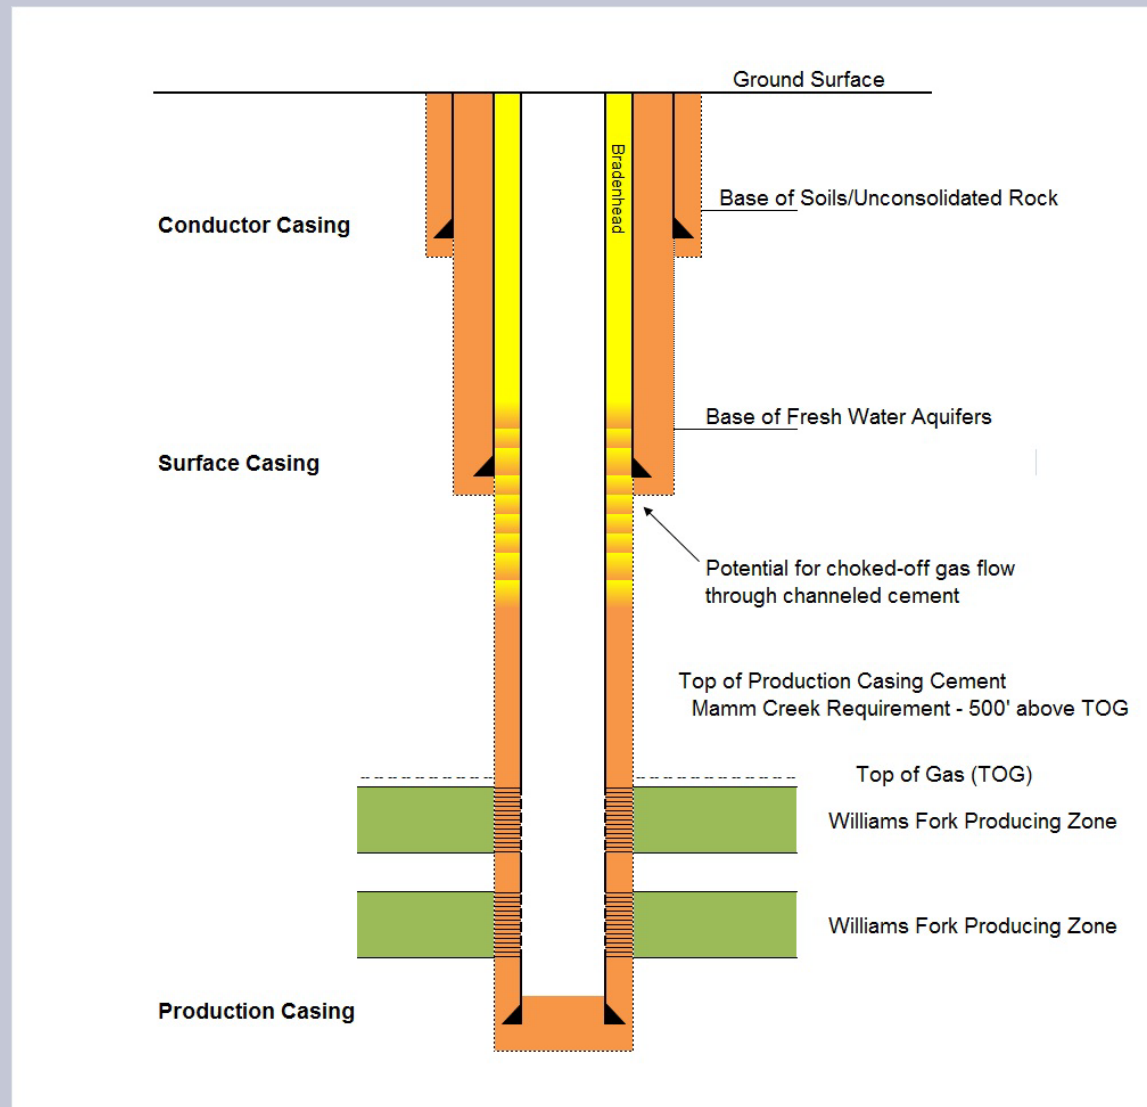 Ground Surface
Bradenhead
Base of Soils/Unconsolidated Rock
Conductor Casing
Base of Fresh Water Aquifers
Surface Casing
Potential for choked-off gas flow
through channeled cement
Top of Production Casing Cement
Mamm Creek Requirement - 500' above TOG
Top of Gas (TOG)
Williams Fork Producing Zone
Williams Fork Producing Zone
Production Casing